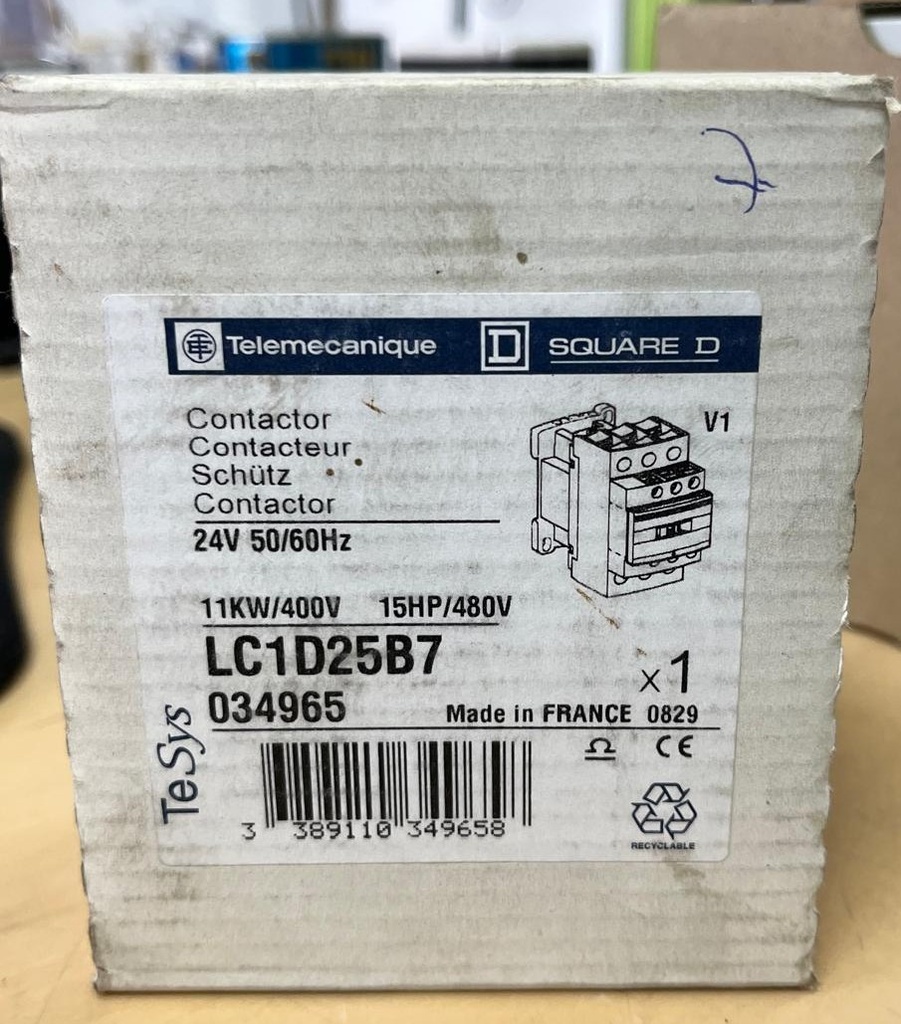 Telemecanique SQUARE D
Contactor
Contacteur
Schütz
Contactor
V1
24V 50/60Hz
11KW/400V 15HP/480V
LC1D25B7
034965
x1
Made in FRANCE 0829
TeSys
CE
3 389110 349658
RECYCLABLE